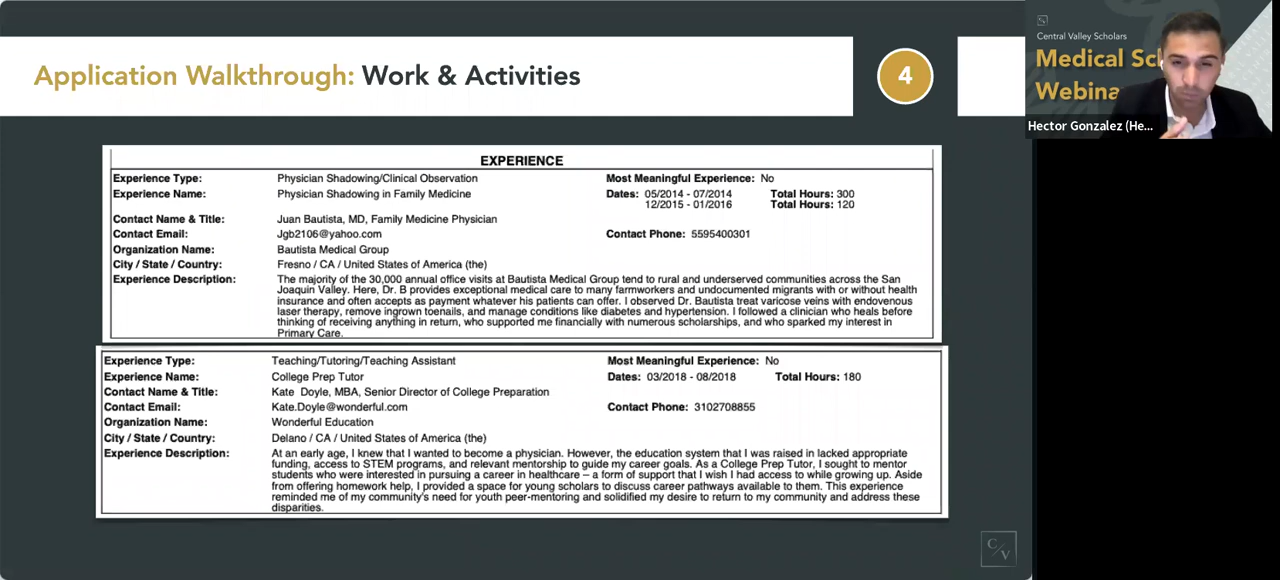 Application Walkthrough: Work & Activities
4
Central Valley Scholars
Medical Sc
Webina
Hector Gonzalez (He...
EXPERIENCE
Experience Type: Physician Shadowing/Clinical Observation Most Meaningful Experience: No
Experience Name: Physician Shadowing in Family Medicine Dates: 05/2014 - 07/2014 Total Hours: 300
12/2015 - 01/2016 Total Hours: 120
Contact Name & Title: Juan Bautista, MD, Family Medicine Physician
Contact Email: Jgb2106@yahoo.com Contact Phone: 5595400301
Organization Name: Bautista Medical Group
City / State / Country: Fresno / CA / United States of America (the)
Experience Description: The majority of the 30,000 annual office visits at Bautista Medical Group tend to rural and underserved communities across the San
Joaquin Valley. Here, Dr. B provides exceptional medical care to many farmworkers and undocumented migrants with or without health
insurance and often accepts as payment whatever his patients can offer. I observed Dr. Bautista treat varicose veins with endovenous
laser therapy, remove ingrown toenails, and manage conditions like diabetes and hypertension. I followed a clinician who heals before
thinking of receiving anything in return, who supported me financially with numerous scholarships, and who sparked my interest in
Primary Care.
Experience Type: Teaching/Tutoring/Teaching Assistant Most Meaningful Experience: No
Experience Name: College Prep Tutor Dates: 03/2018 - 08/2018 Total Hours: 180
Contact Name & Title: Kate Doyle, MBA, Senior Director of College Preparation
Contact Email: Kate.Doyle@wonderful.com Contact Phone: 3102708855
Organization Name: Wonderful Education
City / State / Country: Delano / CA / United States of America (the)
Experience Description: At an early age, I knew that I wanted to become a physician. However, the education system that I was raised in lacked appropriate
funding, access to STEM programs, and relevant mentorship to guide my career goals. As a College Prep Tutor, I sought to mentor
students who were interested in pursuing a career in healthcare – a form of support that I wish I had access to while growing up. Aside
from offering homework help, I provided a space for young scholars to discuss career pathways available to them. This experience
reminded me of my community's need for youth peer-mentoring and solidified my desire to return to my community and address these
disparities.
C/V